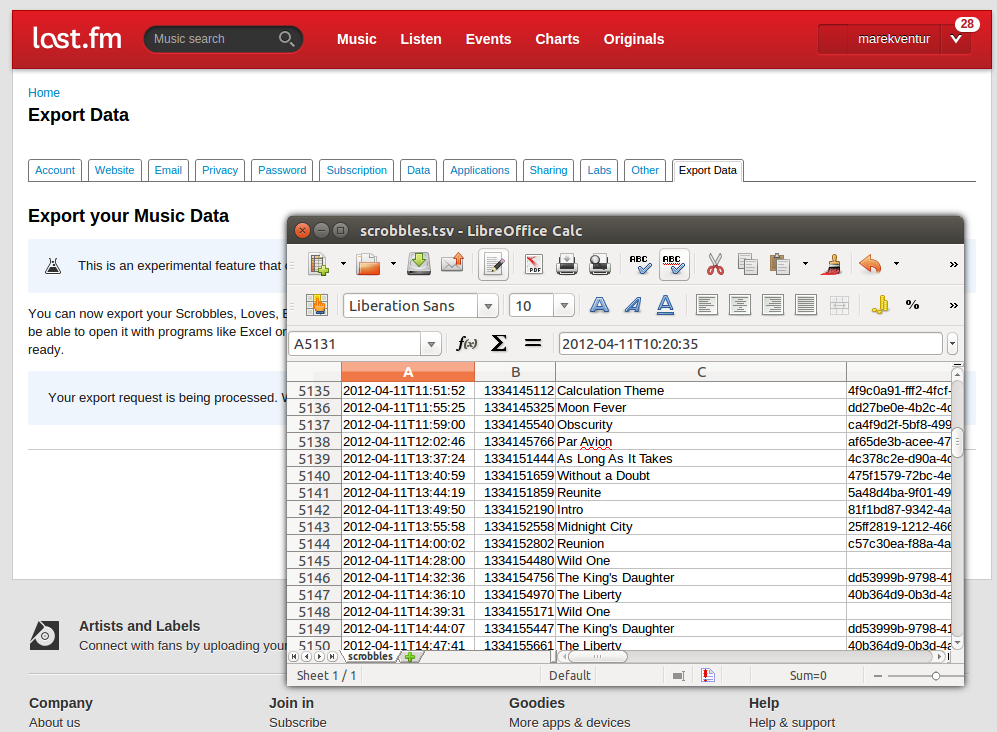 last.fm
Music search
Music Listen Events Charts Originals
marekventur
28
Home
Export Data
Account Website Email Privacy Password Subscription Data Applications Sharing Labs Other Export Data
Export your Music Data
This is an experimental feature that
You can now export your Scrobbles, Loves,
be able to open it with programs like Excel or
ready.
Your export request is being processed.
scrobbles.tsv - LibreOffice Calc
PDF ABC ABC
Liberation Sans 10 A A A %
A5131 f(x) Σ = 2012-04-11T10:20:35
A B C
5135 2012-04-11T11:51:52 1334145112 Calculation Theme 4f9c0a91-fff2-4fcf-
5136 2012-04-11T11:55:25 1334145325 Moon Fever dd27be0e-4b2c-4c
5137 2012-04-11T11:59:00 1334145540 Obscurity ca4f9d2f-5bf8-499
5138 2012-04-11T12:02:46 1334145766 Par Avion af65de3b-acee-47
5139 2012-04-11T13:37:24 1334151444 As Long As It Takes 4c378c2e-d90a-4c
5140 2012-04-11T13:40:59 1334151659 Without a Doubt 475f1579-72bc-4e
5141 2012-04-11T13:44:19 1334151859 Reunite 5a48d4ba-9f01-49
5142 2012-04-11T13:49:50 1334152190 Intro 81f1bd87-9342-4a
5143 2012-04-11T13:55:58 1334152558 Midnight City 25ff2819-1212-466
5144 2012-04-11T14:00:02 1334152802 Reunion c57c30ea-f88a-4a
5145 2012-04-11T14:28:00 1334154480 Wild One
5146 2012-04-11T14:32:36 1334154756 The King's Daughter dd53999b-9798-41
5147 2012-04-11T14:36:10 1334154970 The Liberty 40b364d9-0b3d-4a
5148 2012-04-11T14:39:31 1334155171 Wild One
5149 2012-04-11T14:44:07 1334155447 The King's Daughter dd53999b-9798-41
5150 2012-04-11T14:47:41 1334155661 The Liberty 40b364d9-0b3d-4a
scrobbles
Sheet 1 / 1 Default Sum=0
Artists and Labels
Connect with fans by uploading your
Company Join in Goodies Help
About us Subscribe More apps & devices Help & support